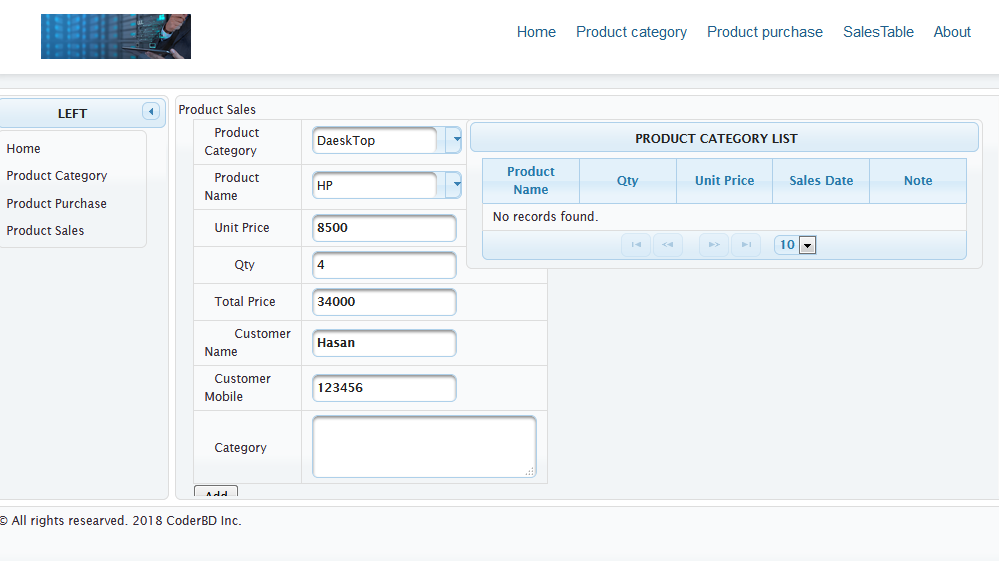 Home Product category Product purchase SalesTable About
LEFT
Home
Product Category
Product Purchase
Product Sales
Product Sales
Product
Category
DaeskTop
Product
Name
HP
Unit Price
8500
Qty
4
Total Price
34000
Customer
Name
Hasan
Customer
Mobile
123456
Category
Add
PRODUCT CATEGORY LIST
Product
Name
Qty
Unit Price
Sales Date
Note
No records found.
10
© All rights researved. 2018 CoderBD Inc.